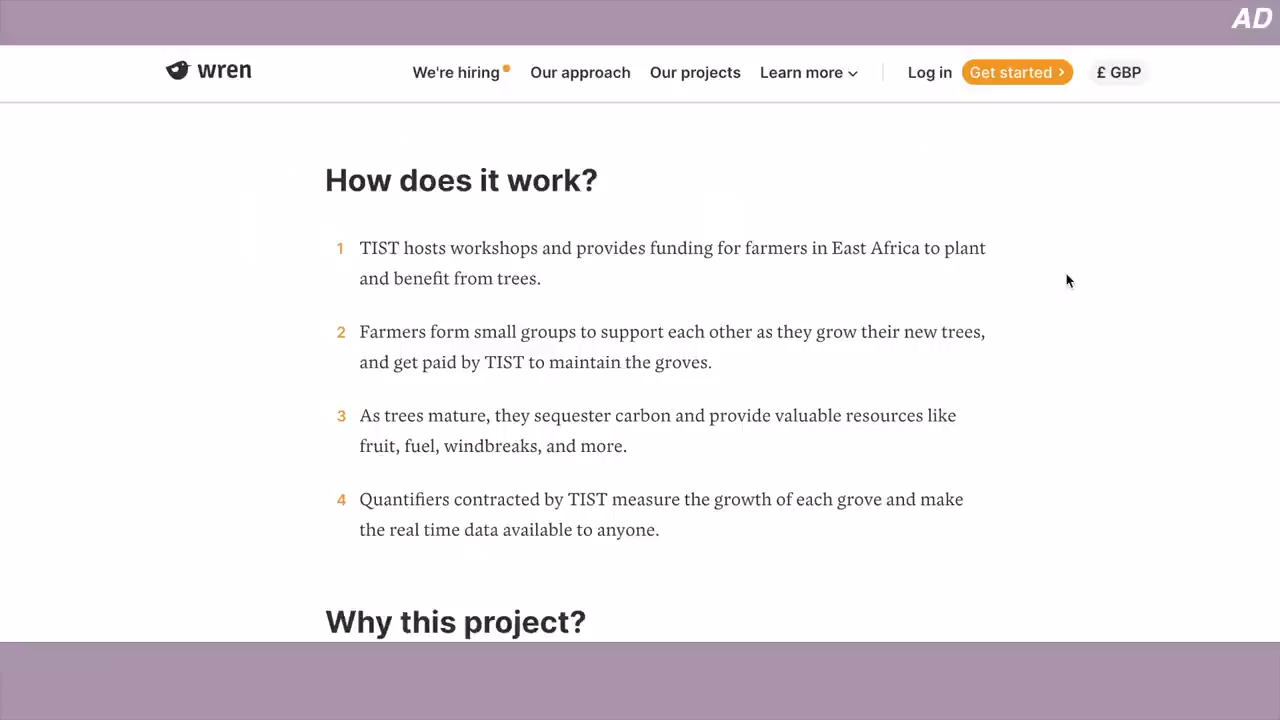 AD
wren
We're hiring Our approach Our projects Learn more Log in Get started £ GBP
How does it work?
1 TIST hosts workshops and provides funding for farmers in East Africa to plant
and benefit from trees.
2 Farmers form small groups to support each other as they grow their new trees,
and get paid by TIST to maintain the groves.
3 As trees mature, they sequester carbon and provide valuable resources like
fruit, fuel, windbreaks, and more.
4 Quantifiers contracted by TIST measure the growth of each grove and make
the real time data available to anyone.
Why this project?